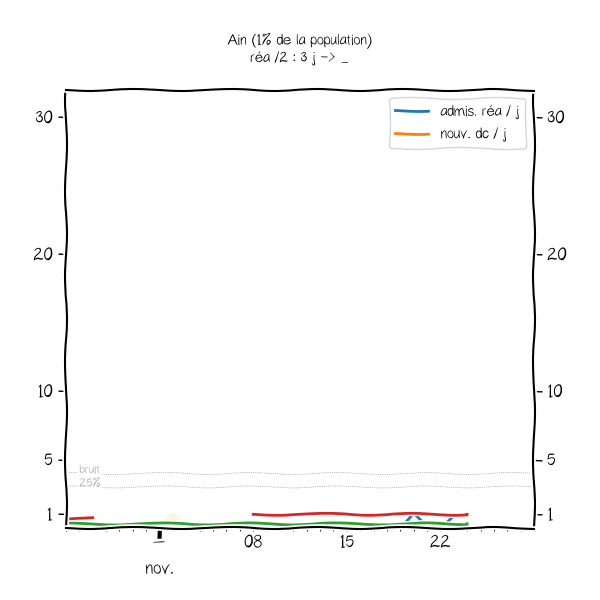 Ain (1% de la population)
réa /2 : 3 j -> _
admis. réa / j
nouv. dc / j
30
30
20
20
10
10
5
5
bruit
25%
1
1
1
08
15
22
nov.